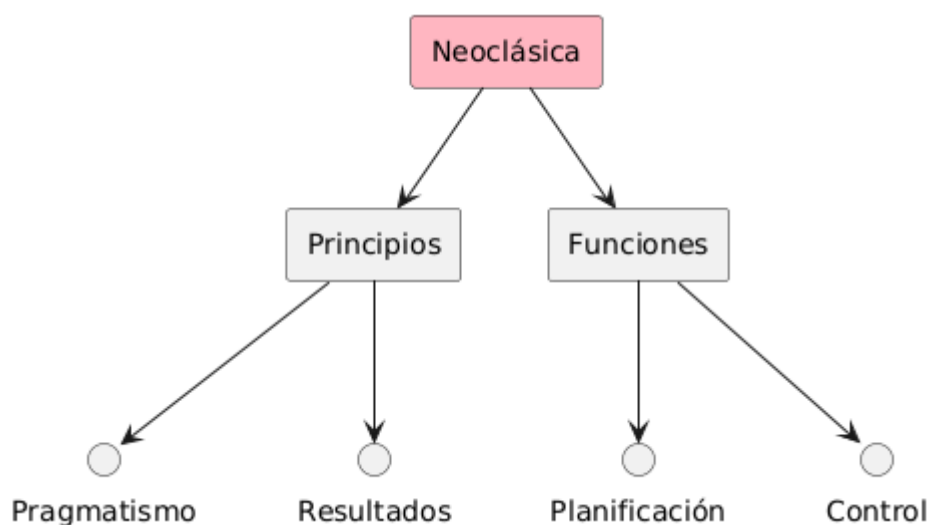 Neoclásica
Principios
Funciones
Pragmatismo
Resultados
Planificación
Control